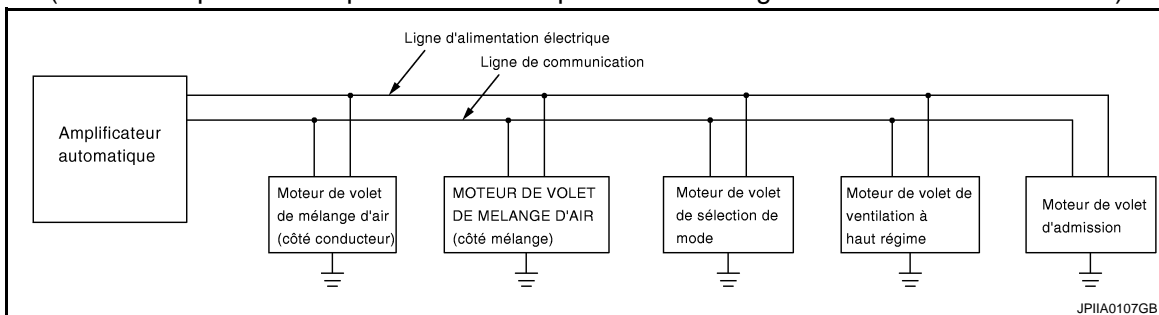 Ligne d'alimentation électrique
Ligne de communication
Amplificateur
automatique
Moteur de volet
de mélange d'air
(côté conducteur)
MOTEUR DE VOLET
DE MELANGE D'AIR
(côté mélange)
Moteur de volet
de sélection de
mode
Moteur de volet de
ventilation à
haut régime
Moteur de volet
d'admission
JPIIA0107GB